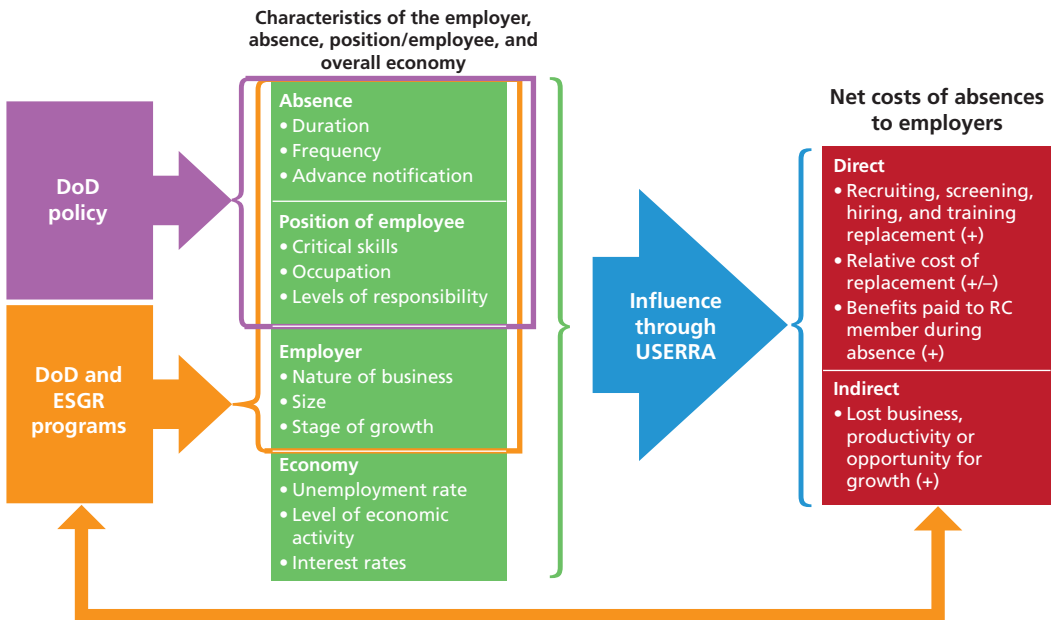 Characteristics of the employer,
absence, position/employee, and
overall economy
DoD
policy
DoD and
ESGR
programs
Absence
• Duration
• Frequency
• Advance notification
Position of employee
• Critical skills
• Occupation
• Levels of responsibility
Employer
• Nature of business
• Size
• Stage of growth
Economy
• Unemployment rate
• Level of economic
activity
• Interest rates
Influence
through
USERRA
Net costs of absences
to employers
Direct
• Recruiting, screening,
hiring, and training
replacement (+)
• Relative cost of
replacement (+/–)
• Benefits paid to RC
member during
absence (+)
Indirect
• Lost business,
productivity or
opportunity for
growth (+)